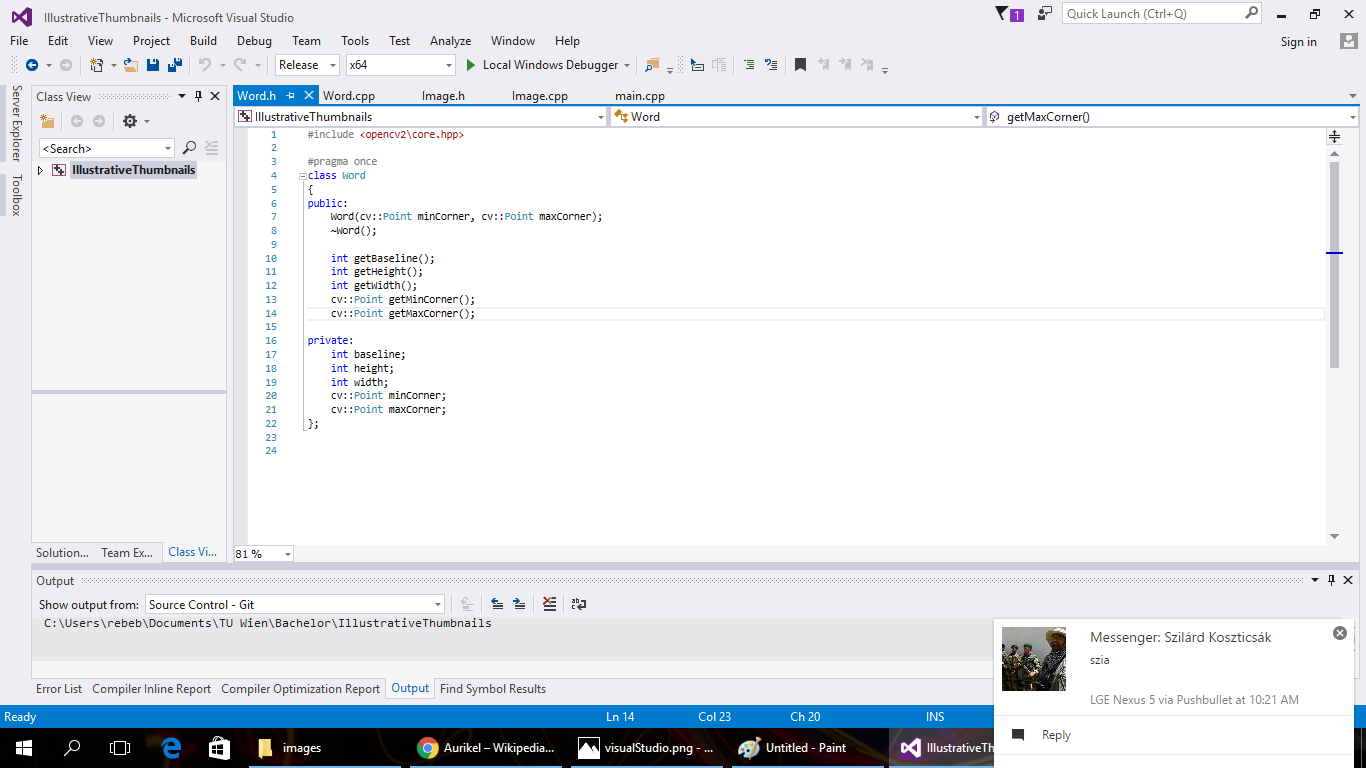 IllustrativeThumbnails - Microsoft Visual Studio
1
Quick Launch (Ctrl+Q)
File Edit View Project Build Debug Team Tools Test Analyze Window Help
Sign in
Release
x64
Local Windows Debugger
Server Explorer
Toolbox
Class View
<Search>
IllustrativeThumbnails
Solution... Team Ex... Class Vi...
Word.h Word.cpp Image.h Image.cpp main.cpp
IllustrativeThumbnails Word getMaxCorner()
1 #include <opencv2\core.hpp>
2
3 #pragma once
4 class Word
5 {
6 public:
7 Word(cv::Point minCorner, cv::Point maxCorner);
8 ~Word();
9
10 int getBaseline();
11 int getHeight();
12 int getWidth();
13 cv::Point getMinCorner();
14 cv::Point getMaxCorner();
15
16 private:
17 int baseline;
18 int height;
19 int width;
20 cv::Point minCorner;
21 cv::Point maxCorner;
22 };
23
24
81 %
Output
Show output from: Source Control - Git
C:\Users\rebeb\Documents\TU Wien\Bachelor\IllustrativeThumbnails
Error List Compiler Inline Report Compiler Optimization Report Output Find Symbol Results
Ready Ln 14 Col 23 Ch 20 INS
Messenger: Szilárd Koszticsák
szia
LGE Nexus 5 via Pushbullet at 10:21 AM
Reply
images
Aurikel – Wikipedia...
visualStudio.png - ...
Untitled - Paint
IllustrativeTh